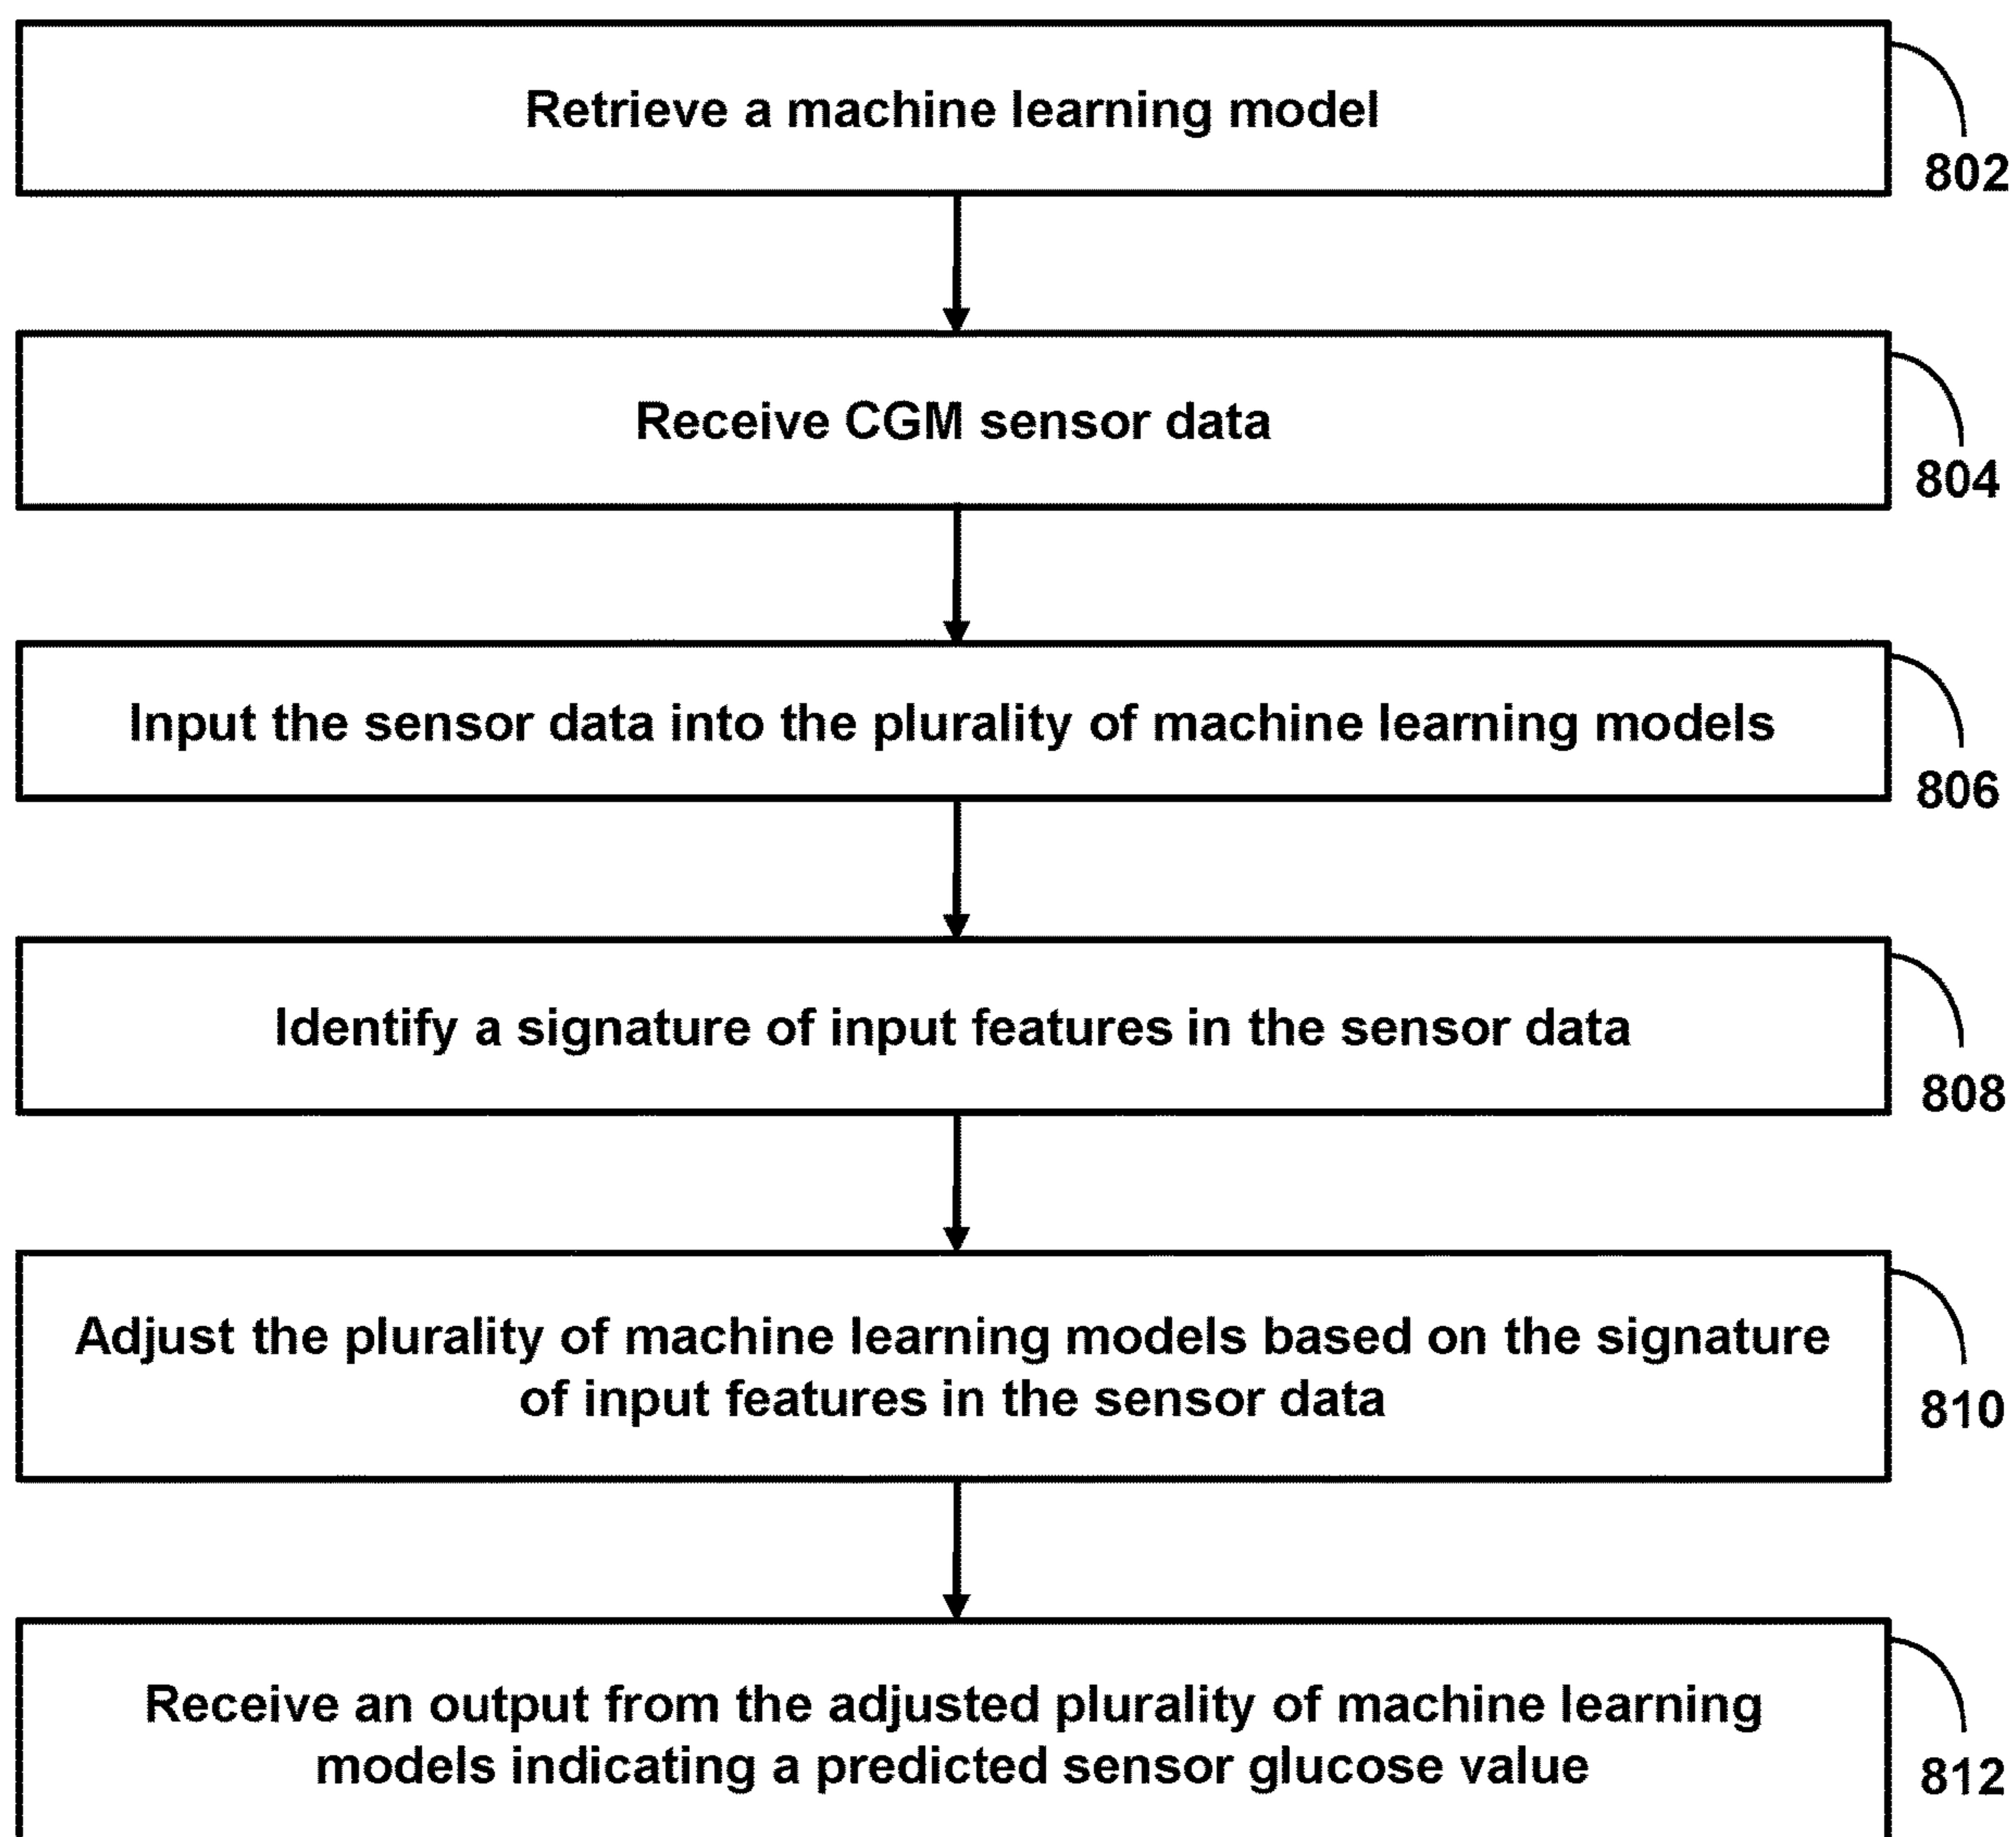 Retrieve a machine learning model
802
Receive CGM sensor data
804
Input the sensor data into the plurality of machine learning models
806
Identify a signature of input features in the sensor data
808
Adjust the plurality of machine learning models based on the signature
of input features in the sensor data
810
Receive an output from the adjusted plurality of machine learning
models indicating a predicted sensor glucose value
812